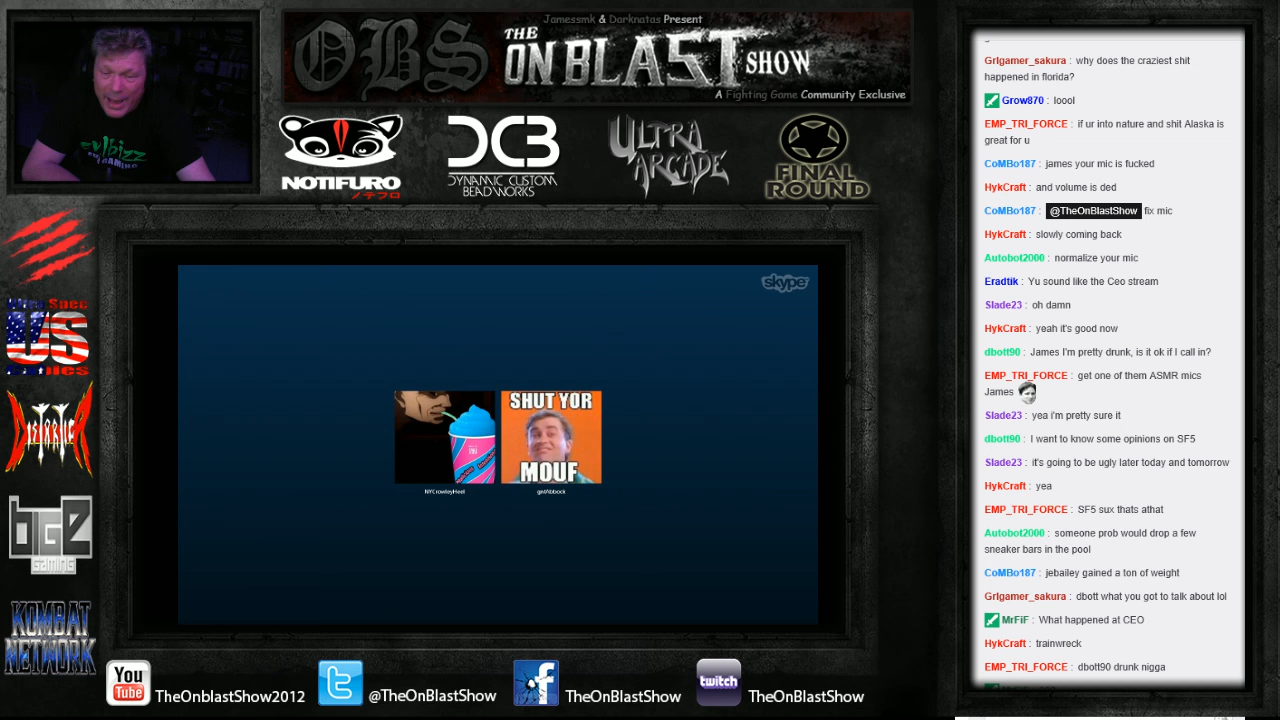 Jamessmk & Darknatas Present
OBS THE ON BLAST SHOW
A Fighting Game Community Exclusive
NOTIFURO
ノテフロ
DCB
DYNAMIC CUSTOM
BEADWORKS
ULTRA
ARCADE
FINAL
ROUND
US
BIGE
GAMING
KOMBAT
NETWORK
skype
SHUT YOR
MOUF
NYCrowleyHeel
You
Tube
TheOnblastShow2012
@TheOnBlastShow
TheOnBlastShow
twitch
TheOnBlastShow
Grlgamer_sakura : why does the craziest shit
happened in florida?
Grow870 : loool
EMP_TRI_FORCE : if ur into nature and shit Alaska is
great for u
CoMBo187 : james your mic is fucked
HykCraft : and volume is ded
CoMBo187 : @TheOnBlastShow fix mic
HykCraft : slowly coming back
Autobot2000 : normalize your mic
Eradtik : Yu sound like the Ceo stream
Slade23 : oh damn
HykCraft : yeah it's good now
dbott90 : James I'm pretty drunk, is it ok if I call in?
EMP_TRI_FORCE : get one of them ASMR mics
James
Slade23 : yea i'm pretty sure it
dbott90 : I want to know some opinions on SF5
Slade23 : it's going to be ugly later today and tomorrow
HykCraft : yea
EMP_TRI_FORCE : SF5 sux thats athat
Autobot2000 : someone prob would drop a few
sneaker bars in the pool
CoMBo187 : jebailey gained a ton of weight
Grlgamer_sakura : dbott what you got to talk about lol
MrFiF : What happened at CEO
HykCraft : trainwreck
EMP_TRI_FORCE : dbott90 drunk nigga